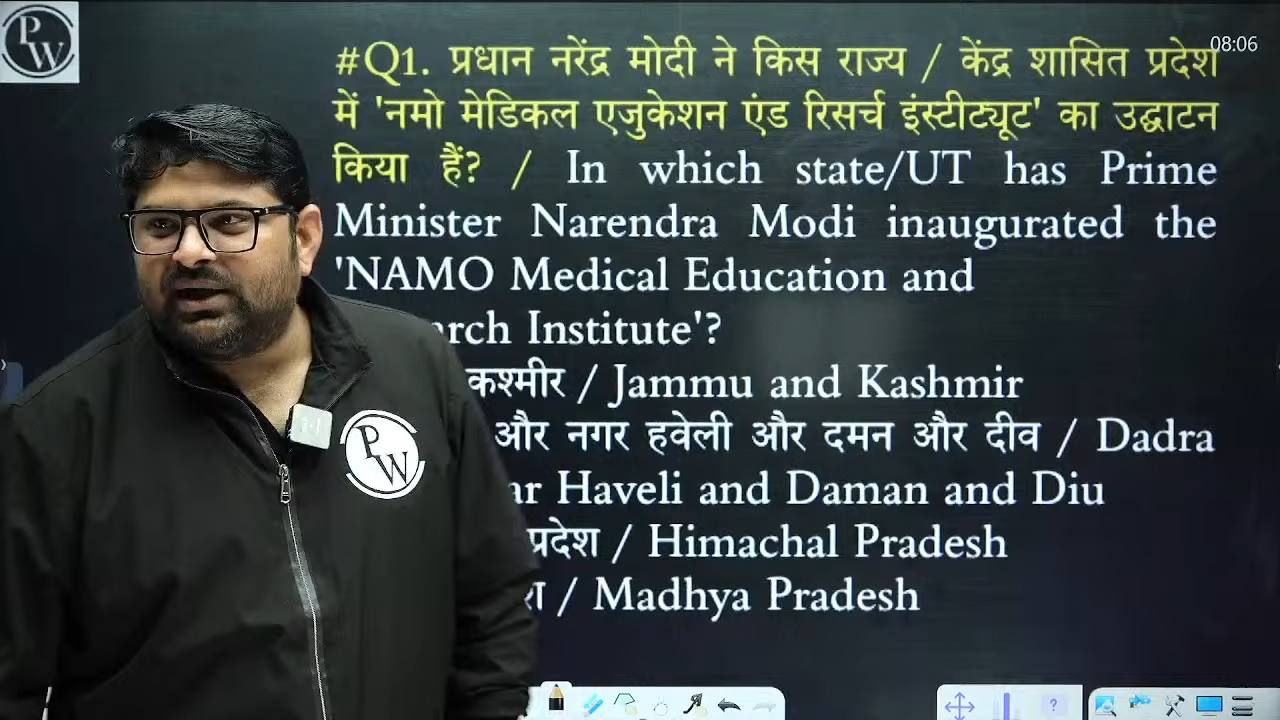 PW
08:06
#Q1. प्रधान नरेंद्र मोदी ने किस राज्य / केंद्र शासित प्रदेश
में 'नमो मेडिकल एजुकेशन एंड रिसर्च इंस्टीट्यूट' का उद्घाटन
किया हैं? / In which state/UT has Prime
Minister Narendra Modi inaugurated the
'NAMO Medical Education and
Institute'?
कश्मीर / Jammu and Kashmir
और नगर हवेली और दमन और दीव / Dadra
Haveli and Daman and Diu
प्रदेश / Himachal Pradesh
/ Madhya Pradesh
PW